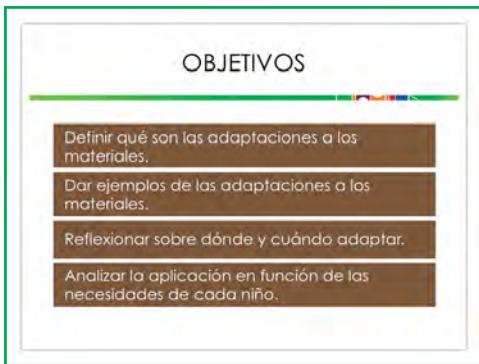 OBJETIVOS
Definir qué son las adaptaciones a los
materiales.
Dar ejemplos de las adaptaciones a los
materiales.
Reflexionar sobre dónde y cuándo adaptar.
Analizar la aplicación en función de las
necesidades de cada niño.